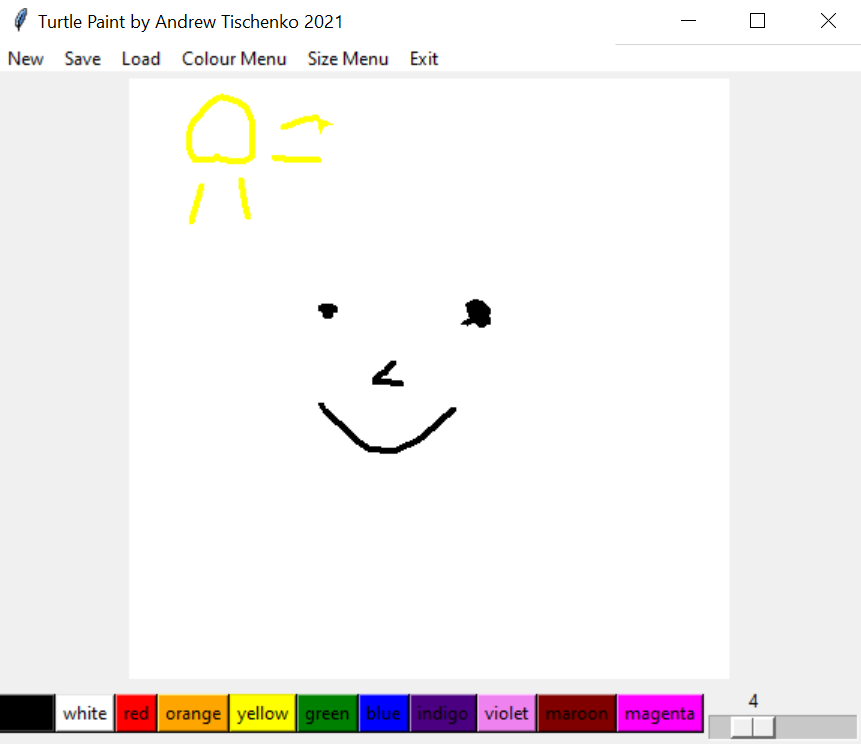 Turtle Paint by Andrew Tischenko 2021
New Save Load Colour Menu Size Menu Exit
4
white red orange yellow green blue indigo violet maroon magenta